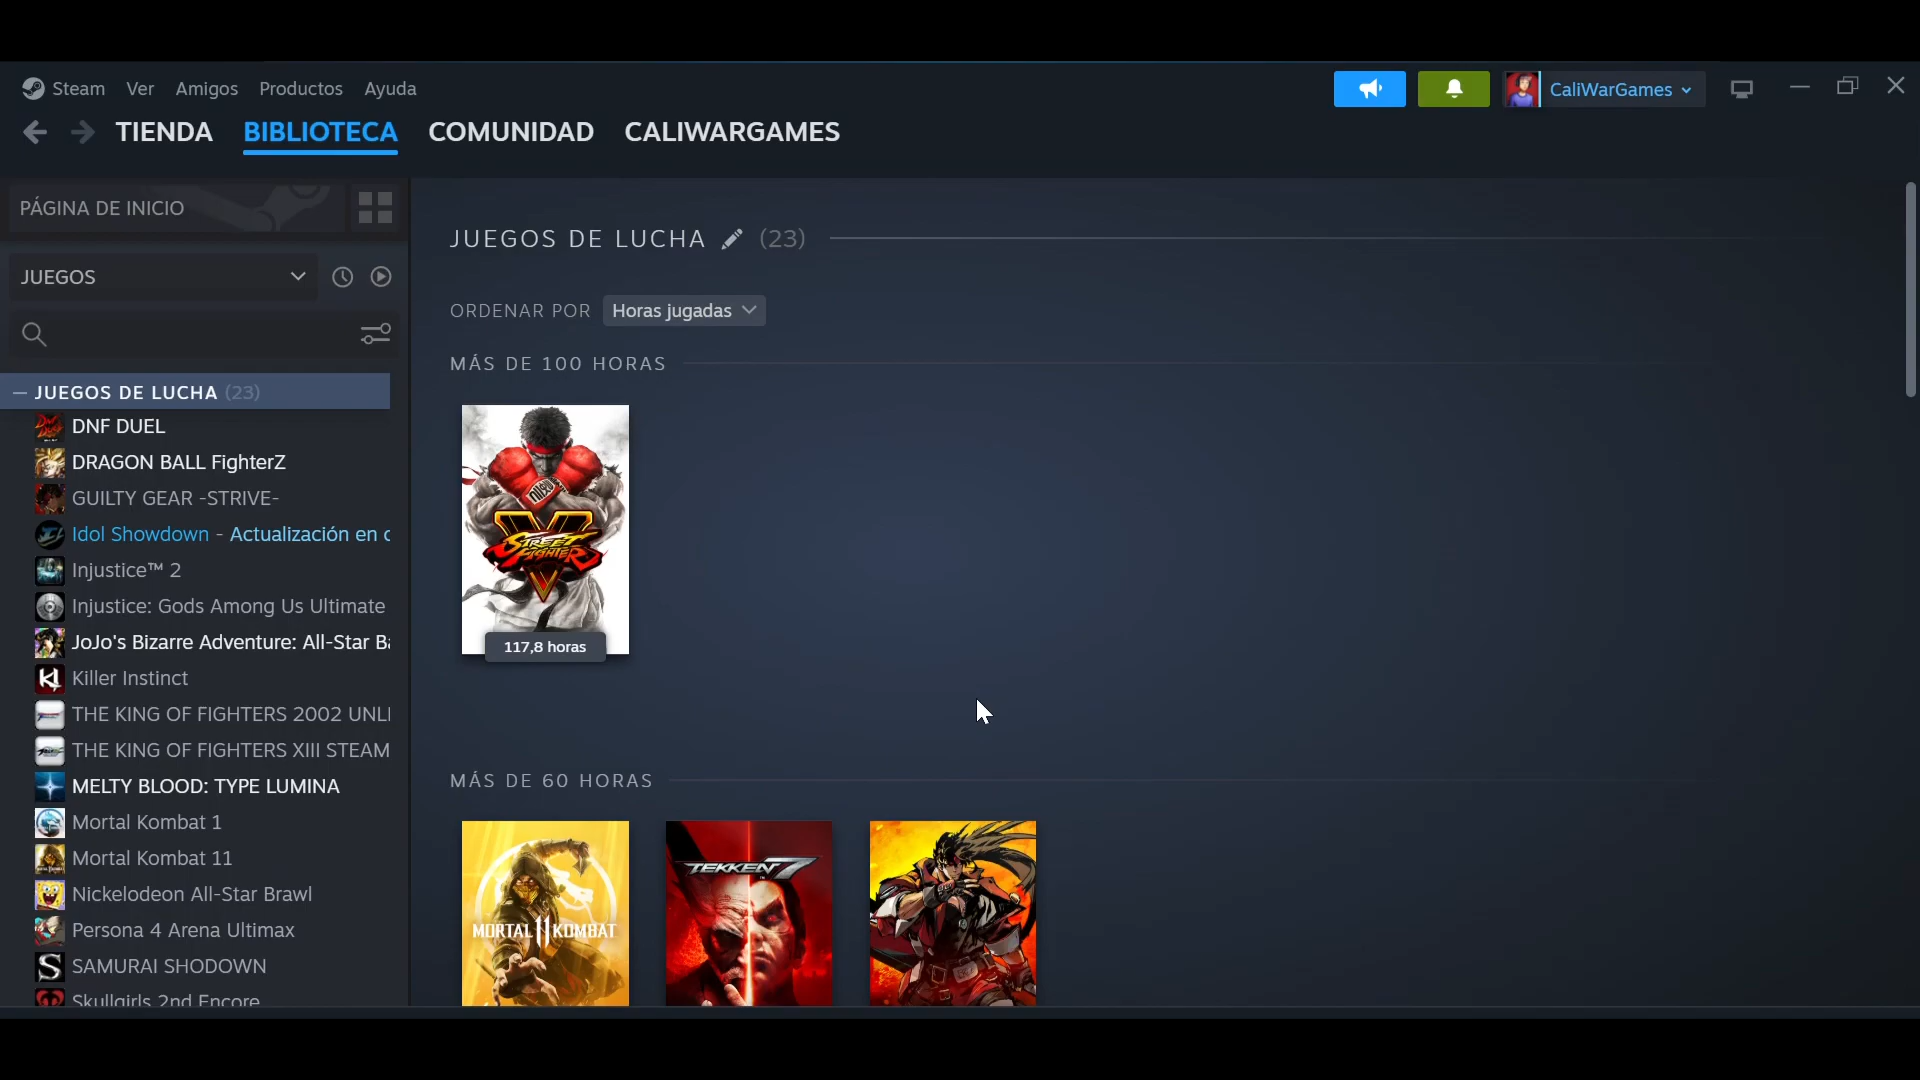 Steam Ver Amigos Productos Ayuda
CaliWarGames
TIENDA BIBLIOTECA COMUNIDAD CALIWARGAMES
PÁGINA DE INICIO
JUEGOS
JUEGOS DE LUCHA (23)
DNF DUEL
DRAGON BALL FighterZ
GUILTY GEAR -STRIVE-
Idol Showdown - Actualización en c
Injustice™ 2
Injustice: Gods Among Us Ultimate
JoJo's Bizarre Adventure: All-Star Ba
Killer Instinct
THE KING OF FIGHTERS 2002 UNLI
THE KING OF FIGHTERS XIII STEAM
MELTY BLOOD: TYPE LUMINA
Mortal Kombat 1
Mortal Kombat 11
Nickelodeon All-Star Brawl
Persona 4 Arena Ultimax
SAMURAI SHODOWN
Skullgirls 2nd Encore
JUEGOS DE LUCHA (23)
ORDENAR POR Horas jugadas
MÁS DE 100 HORAS
STREET FIGHTER V
117,8 horas
MÁS DE 60 HORAS
MORTAL KOMBAT 11
TEKKEN 7